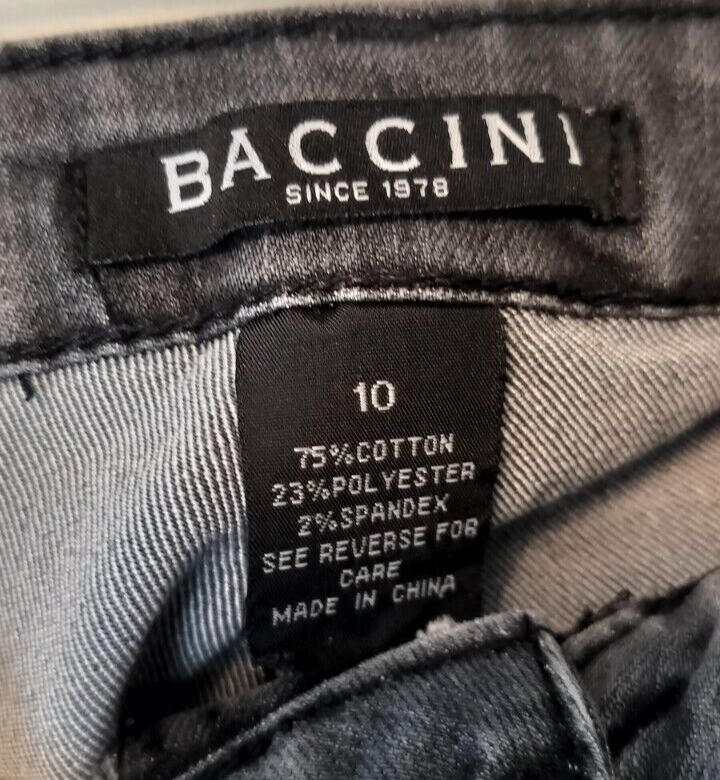 BACCINI
SINCE 1978
10
75%COTTON
23%POLYESTER
2%SPANDEX
SEE REVERSE FOR
CARE
MADE IN CHINA